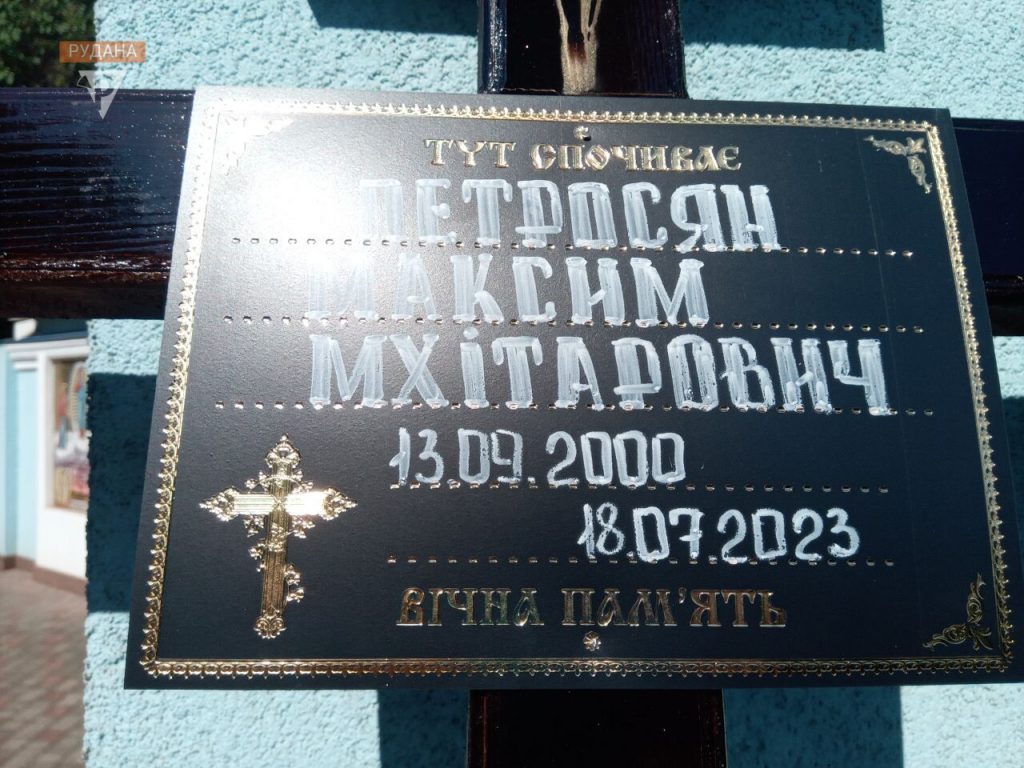 РУДАНА
ТУТ СПОЧИВАЄ
ПЕТРОСЯН
МАКСИМ
МХІТАРОВИЧ
13.09.2000
18.07.2023
ВІЧНА ПАМ'ЯТЬ